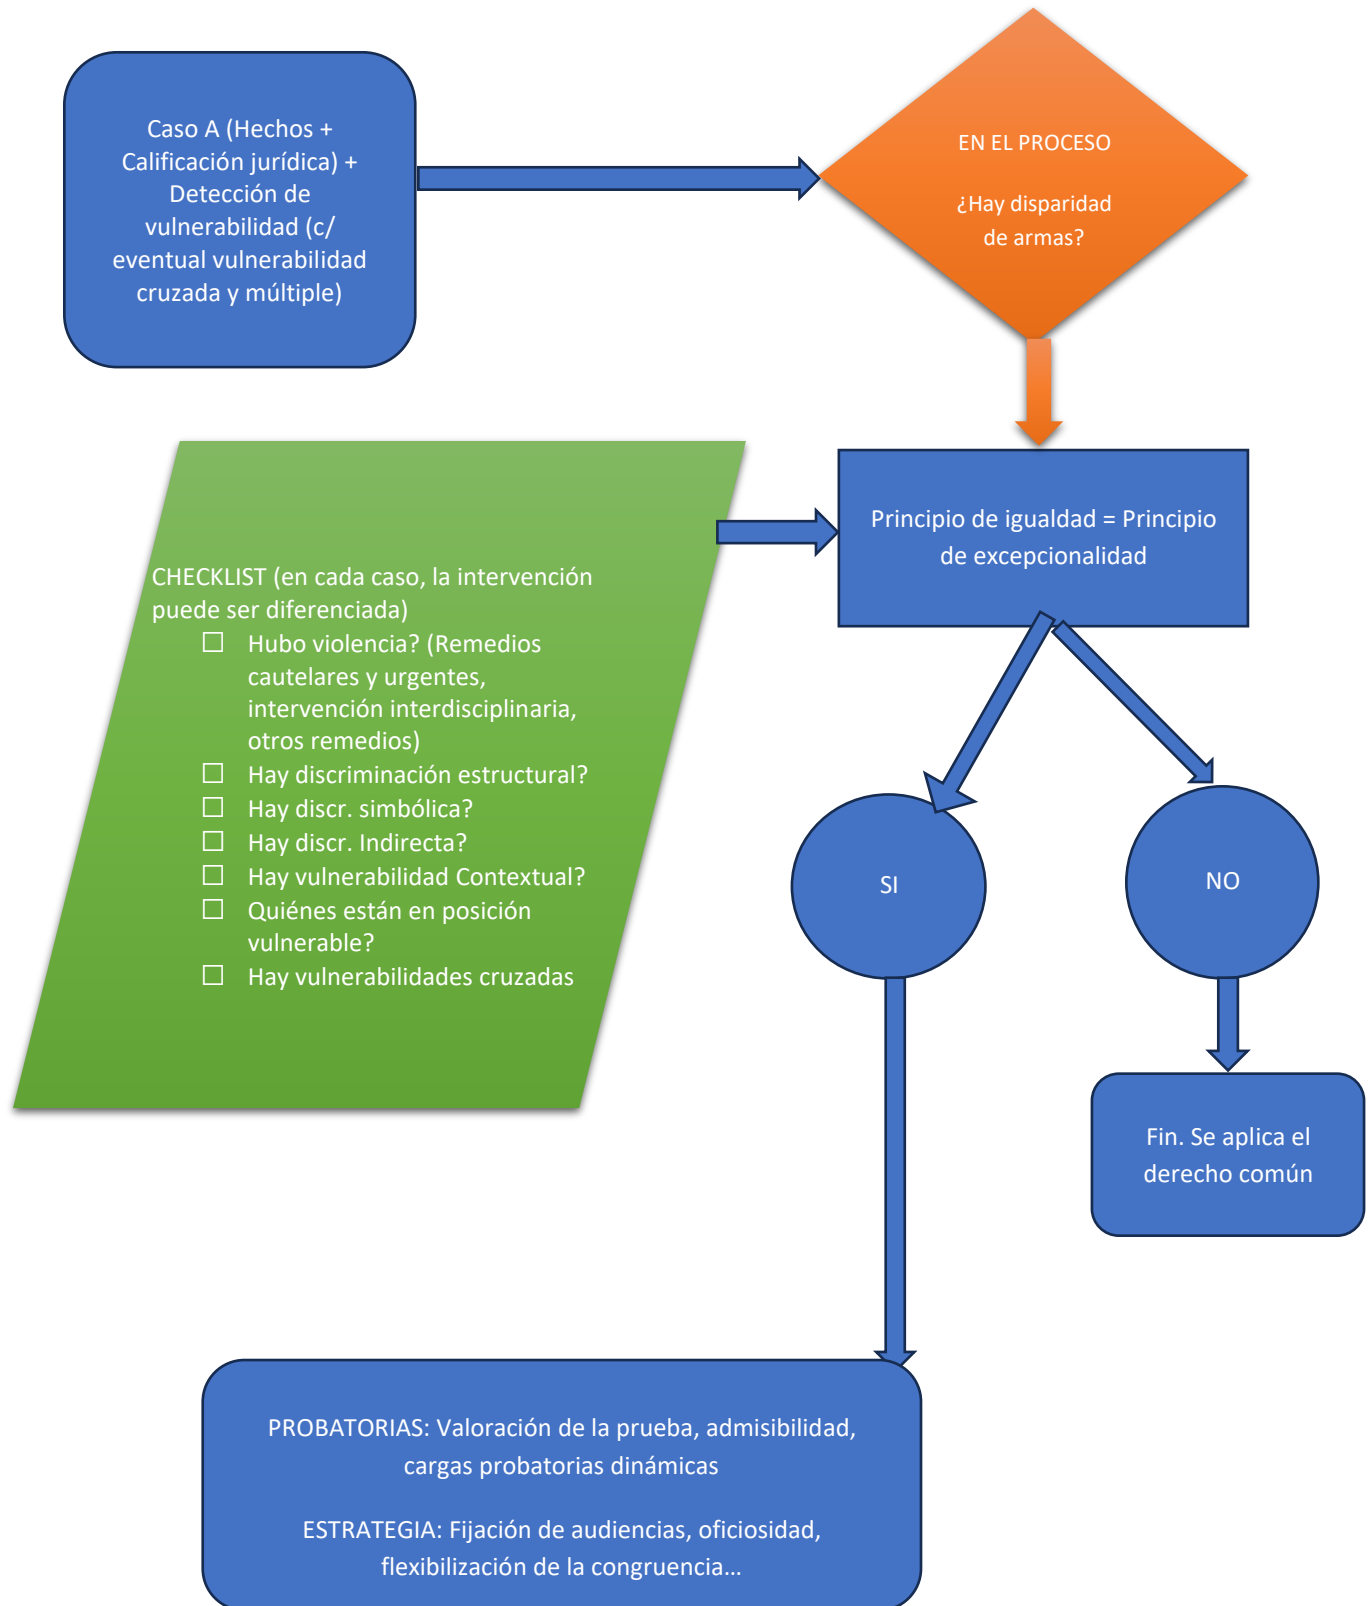 Caso A (Hechos +
Calificación jurídica) +
Detección de
vulnerabilidad (c/
eventual vulnerabilidad
cruzada y múltiple)
EN EL PROCESO
¿Hay disparidad
de armas?
Principio de igualdad = Principio
de excepcionalidad
CHECKLIST (en cada caso, la intervención
puede ser diferenciada)
☐ Hubo violencia? (Remedios
cautelares y urgentes,
intervención interdisciplinaria,
otros remedios)
☐ Hay discriminación estructural?
☐ Hay discr. simbólica?
☐ Hay discr. Indirecta?
☐ Hay vulnerabilidad Contextual?
☐ Quiénes están en posición
vulnerable?
☐ Hay vulnerabilidades cruzadas
SI
NO
Fin. Se aplica el
derecho común
PROBATORIAS: Valoración de la prueba, admisibilidad,
cargas probatorias dinámicas
ESTRATEGIA: Fijación de audiencias, oficiosidad,
flexibilización de la congruencia…